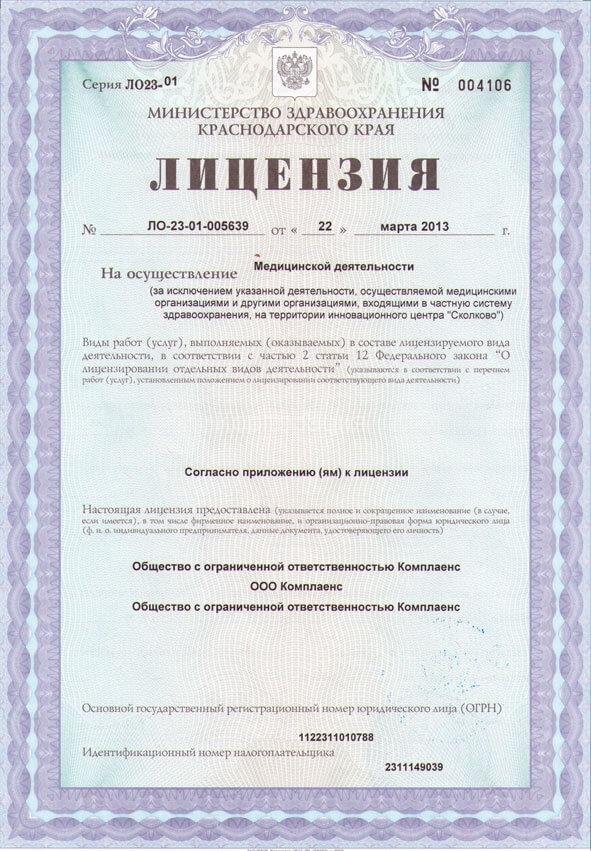 Серия ЛО23-01 № 004106
МИНИСТЕРСТВО ЗДРАВООХРАНЕНИЯ
КРАСНОДАРСКОГО КРАЯ
ЛИЦЕНЗИЯ
№ ЛО-23-01-005639 от « 22 » марта 2013 г.
На осуществление Медицинской деятельности
(за исключением указанной деятельности, осуществляемой медицинскими
организациями и другими организациями, входящими в частную систему
здравоохранения, на территории инновационного центра "Сколково")
Виды работ (услуг), выполняемых (оказываемых) в составе лицензируемого вида
деятельности, в соответствии с частью 2 статьи 12 Федерального закона “О
лицензировании отдельных видов деятельности” (указываются в соответствии с перечнем
работ (услуг), установленным положением о лицензировании соответствующего вида деятельности)
Согласно приложению (ям) к лицензии
Настоящая лицензия предоставлена (указывается полное и сокращенное наименование (в случае,
если имеется), в том числе фирменное наименование, и организационно-правовая форма юридического лица
(ф. и. о. индивидуального предпринимателя, данные документа, удостоверяющего его личность)
Общество с ограниченной ответственностью Комплаенс
ООО Комплаенс
Общество с ограниченной ответственностью Комплаенс
Основной государственный регистрационный номер юридического лица (ОГРН)
1122311010788
Идентификационный номер налогоплательщика
2311149039